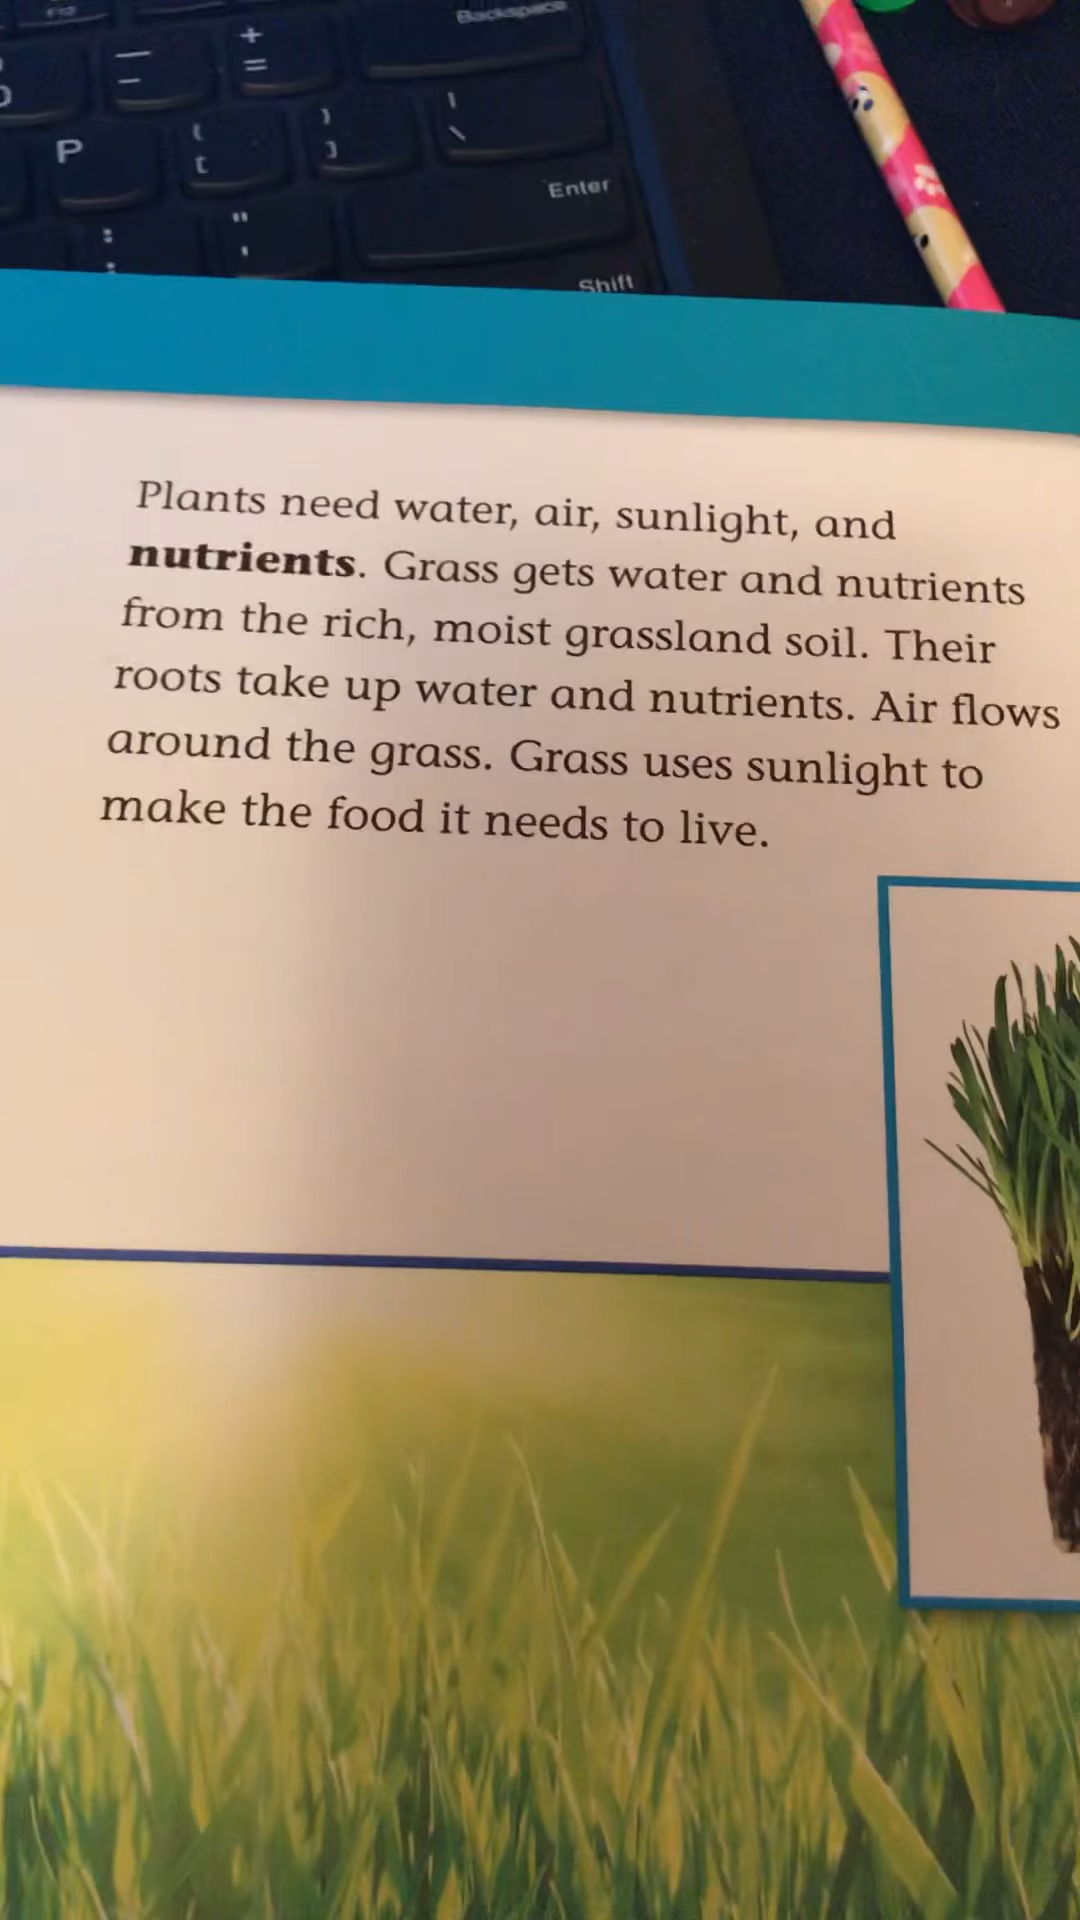 Backspace
+
— =
–
P
{ } |
[ ] \
Enter
" 
: '
;
Shift
Plants need water, air, sunlight, and
nutrients. Grass gets water and nutrients
from the rich, moist grassland soil. Their
roots take up water and nutrients. Air flows
around the grass. Grass uses sunlight to
make the food it needs to live.